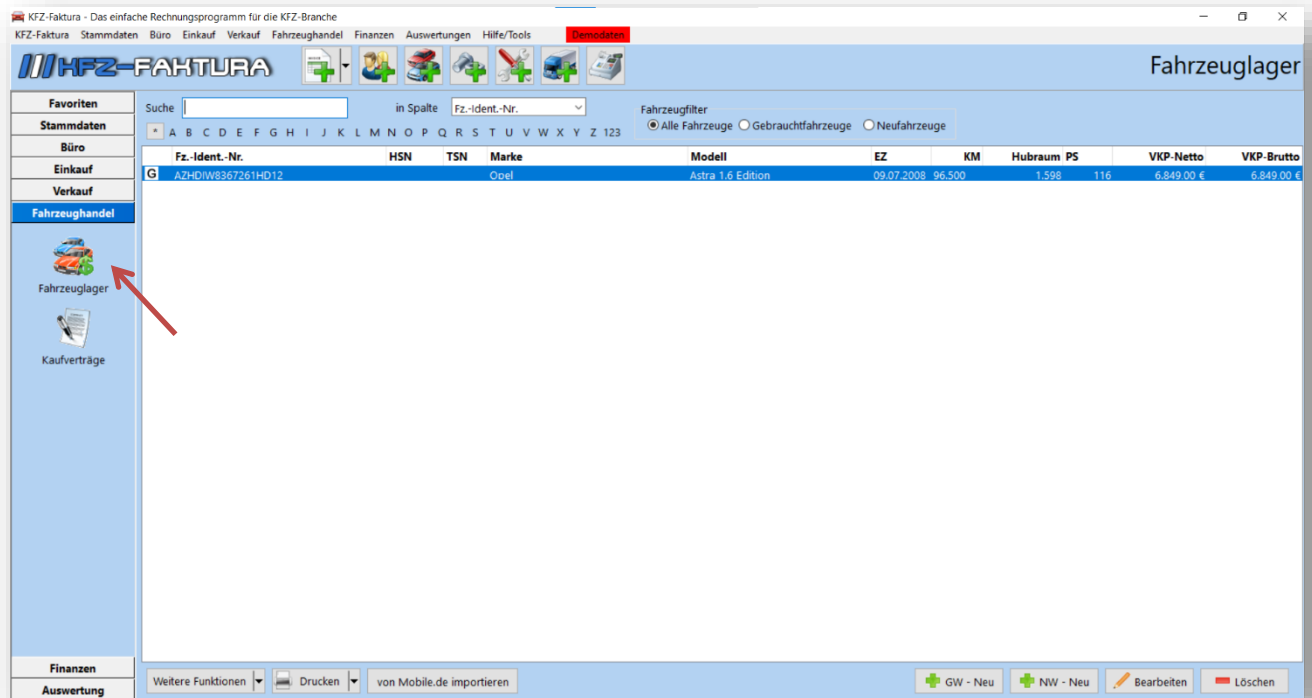 KFZ-Faktura - Das einfache Rechnungsprogramm für die KFZ-Branche
KFZ-Faktura Stammdaten Büro Einkauf Verkauf Fahrzeughandel Finanzen Auswertungen Hilfe/Tools Demodaten
KFZ-FAKTURA Fahrzeuglager
Favoriten
Stammdaten
Büro
Einkauf
Verkauf
Fahrzeughandel
Fahrzeuglager
Kaufverträge
Finanzen
Auswertung
Suche in Spalte Fz.-Ident.-Nr.
Fahrzeugfilter
Alle Fahrzeuge Gebrauchtfahrzeuge Neufahrzeuge
* A B C D E F G H I J K L M N O P Q R S T U V W X Y Z 123
Fz.-Ident.-Nr. HSN TSN Marke Modell EZ KM Hubraum PS VKP-Netto VKP-Brutto
G AZHDIW8367261HD12 Opel Astra 1.6 Edition 09.07.2008 96.500 1.598 116 6.849,00 € 6.849,00 €
Weitere Funktionen Drucken von Mobile.de importieren GW - Neu NW - Neu Bearbeiten Löschen